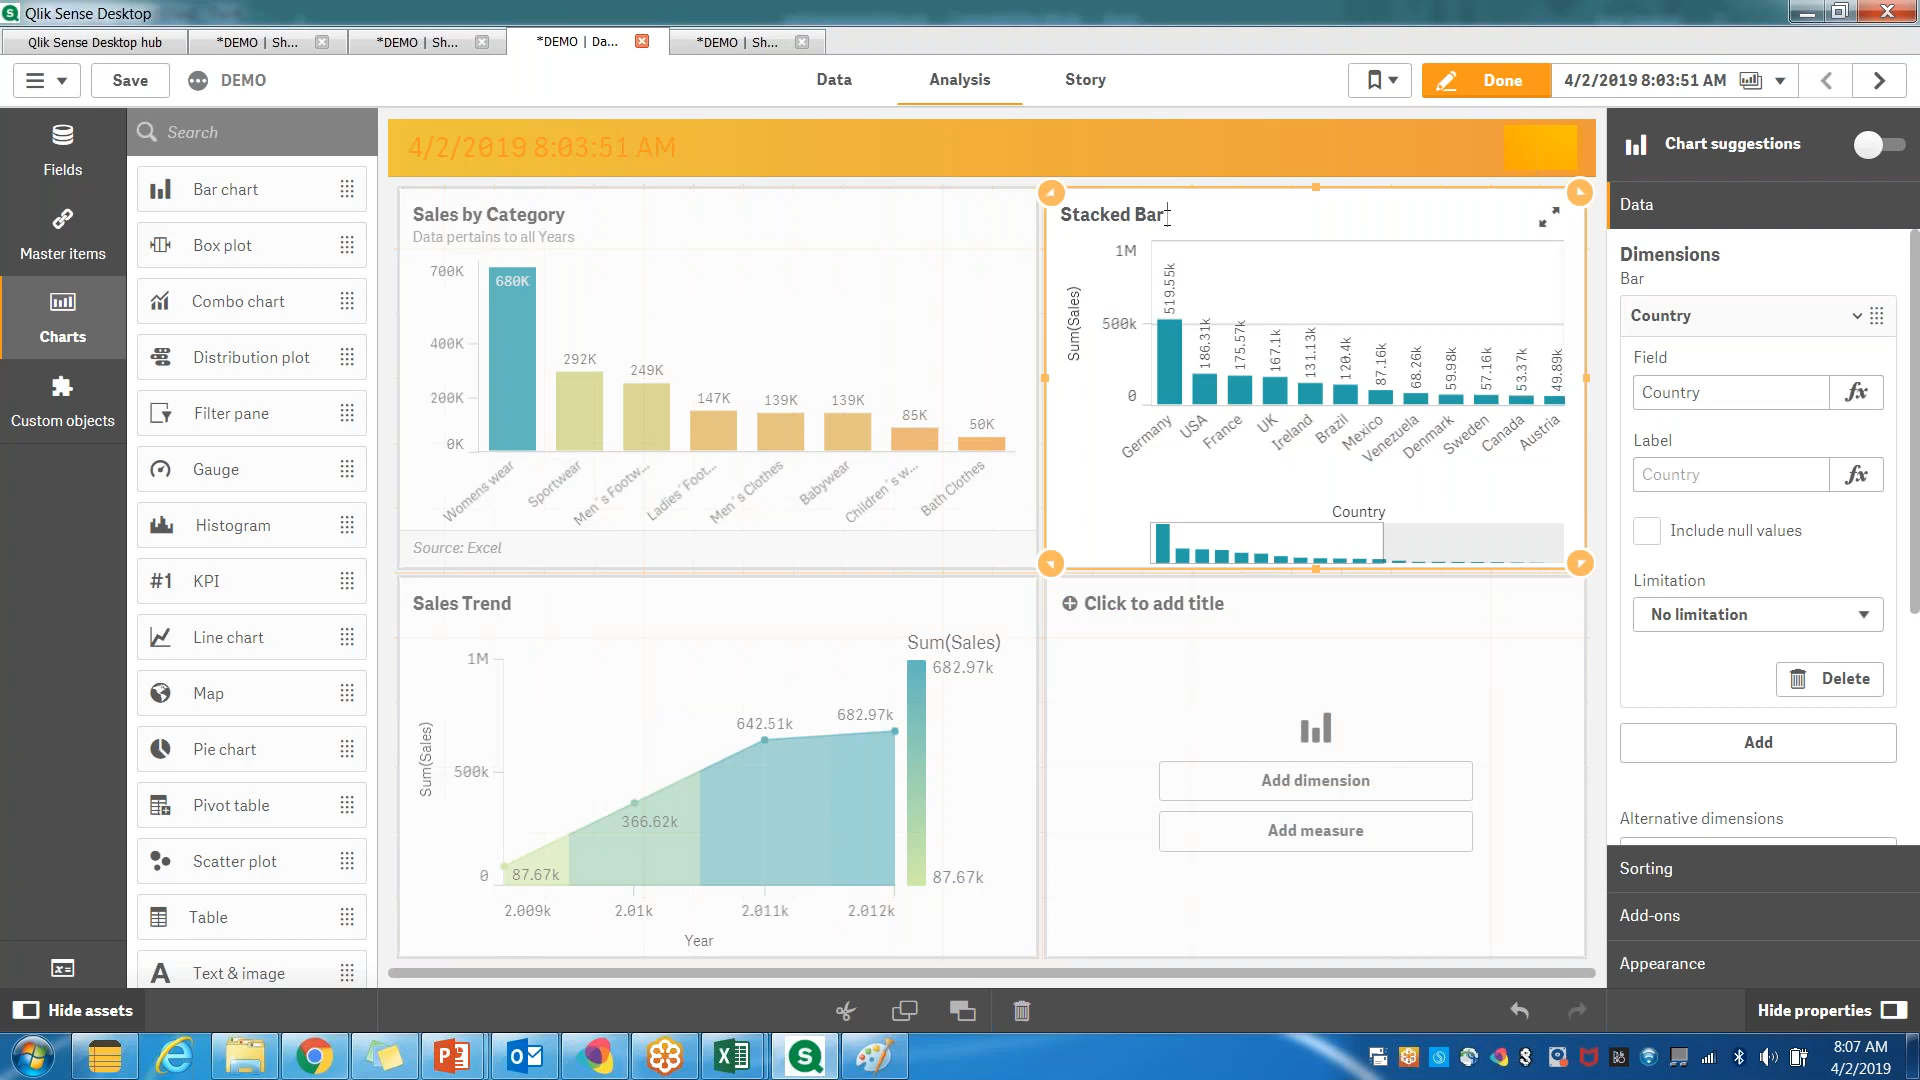 Qlik Sense Desktop
Qlik Sense Desktop hub
*DEMO | Sh...
*DEMO | Sh...
*DEMO | Da...
*DEMO | Sh...
Save
DEMO
Data
Analysis
Story
Done
4/2/2019 8:03:51 AM
Fields
Master items
Charts
Custom objects
Hide assets
Search
Bar chart
Box plot
Combo chart
Distribution plot
Filter pane
Gauge
Histogram
#1 KPI
Line chart
Map
Pie chart
Pivot table
Scatter plot
Table
A Text & image
4/2/2019 8:03:51 AM
Sales by Category
Data pertains to all Years
700K
400K
200K
0K
680K
292K
249K
147K
139K
139K
85K
50K
Womens wear
Sportwear
Men´s Footw...
Ladies´Foot...
Men´s Clothes
Babywear
Children´s w...
Bath Clothes
Source: Excel
Stacked Bar
Sum(Sales)
1M
500k
0
519.55k
186.31k
175.57k
167.1k
131.13k
120.4k
87.16k
68.26k
59.98k
57.16k
53.37k
49.89k
Germany
USA
France
UK
Ireland
Brazil
Mexico
Venezuela
Denmark
Sweden
Canada
Austria
Country
Sales Trend
Sum(Sales)
1M
500k
0
87.67k
366.62k
642.51k
682.97k
2.009k
2.01k
2.011k
2.012k
Year
Sum(Sales)
682.97k
87.67k
Click to add title
Add dimension
Add measure
Chart suggestions
Data
Dimensions
Bar
Country
Field
Country
fx
Label
Country
fx
Include null values
Limitation
No limitation
Delete
Add
Alternative dimensions
Sorting
Add-ons
Appearance
Hide properties
8:07 AM
4/2/2019